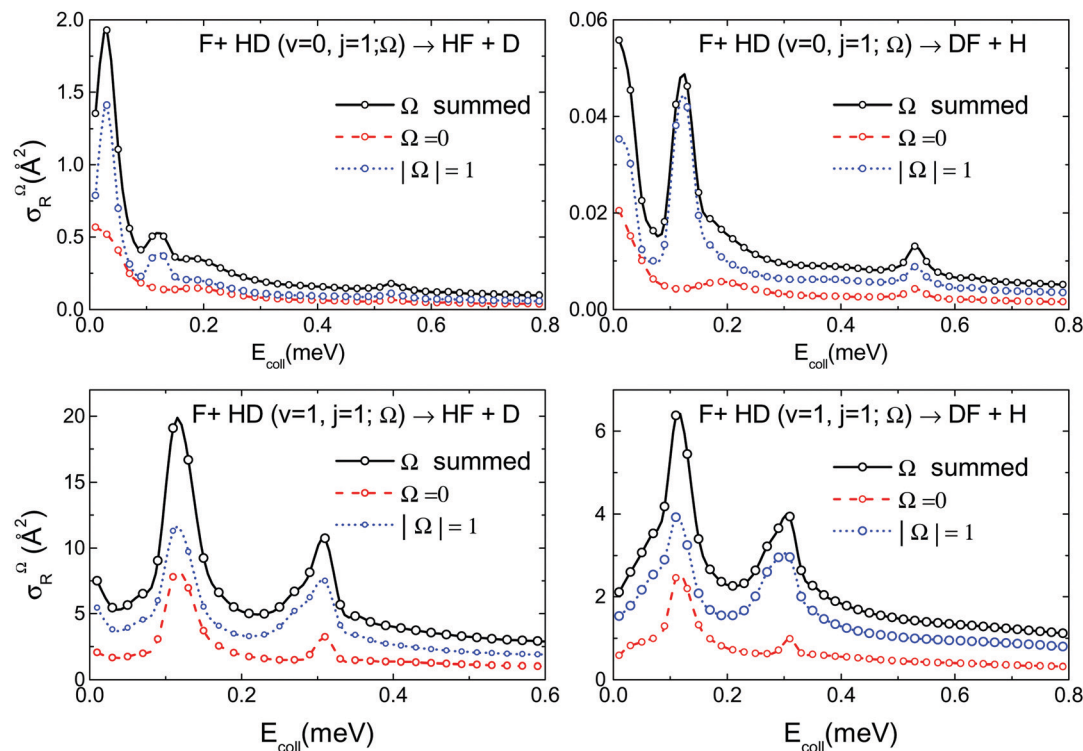 F+ HD (v=0, j=1;Ω) → HF + D
Ω summed
Ω =0
| Ω | = 1
σ_R^Ω(Å²)
2.0
1.5
1.0
0.5
0.0
0.0 0.2 0.4 0.6 0.8
E_coll(meV)
F+ HD (v=0, j=1; Ω) → DF + H
Ω summed
Ω =0
| Ω | = 1
0.06
0.04
0.02
0.00
0.0 0.2 0.4 0.6 0.8
E_coll(meV)
F+ HD (v=1, j=1; Ω) → HF + D
Ω summed
Ω =0
| Ω | = 1
σ_R^Ω (Å²)
20
15
10
5
0
0.0 0.2 0.4 0.6
E_coll(meV)
F+ HD (v=1, j=1; Ω) → DF + H
Ω summed
Ω =0
| Ω | = 1
6
4
2
0
0.0 0.2 0.4 0.6 0.8
E_coll(meV)